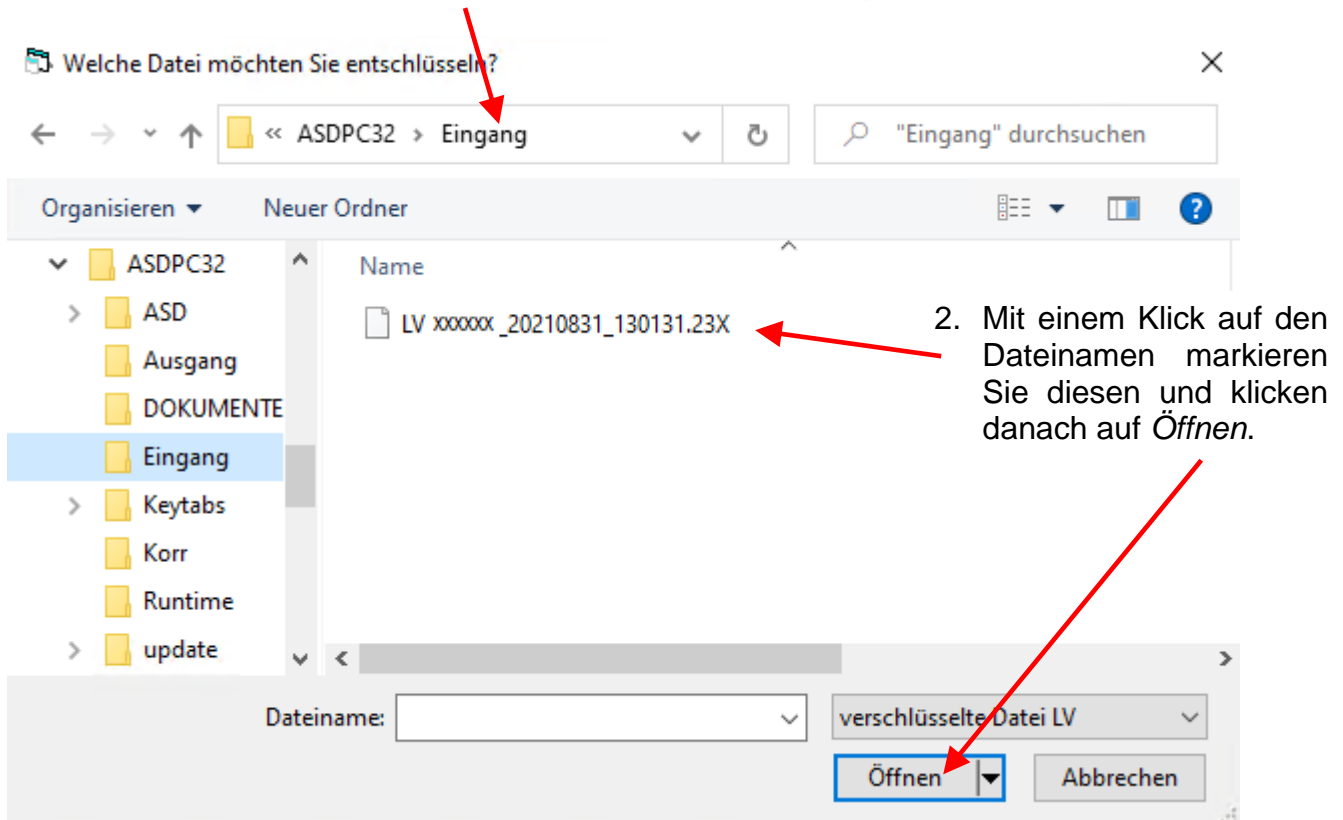 Welche Datei möchten Sie entschlüsseln?
« ASDPC32 › Eingang
"Eingang" durchsuchen
Organisieren
Neuer Ordner
ASDPC32
Name
ASD
LV xxxxxx _20210831_130131.23X
Ausgang
DOKUMENTE
Eingang
Keytabs
Korr
Runtime
update
2. Mit einem Klick auf den
Dateinamen markieren
Sie diesen und klicken
danach auf Öffnen.
Dateiname:
verschlüsselte Datei LV
Öffnen
Abbrechen